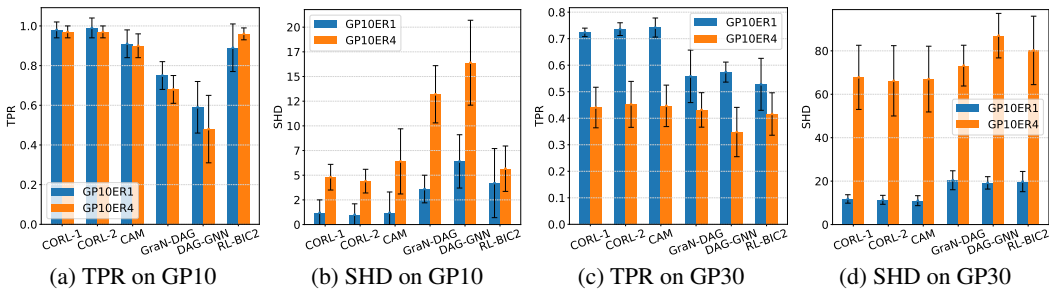 TPR
1.0
0.8
0.6
0.4
0.2
0.0
GP10ER1
GP10ER4
CORL-1
CORL-2
CAM
GraN-DAG
DAG-GNN
RL-BIC2
(a) TPR on GP10
SHD
20
17
15
12
10
7
5
2
0
GP10ER1
GP10ER4
CORL-1
CORL-2
CAM
GraN-DAG
DAG-GNN
RL-BIC2
(b) SHD on GP10
TPR
0.8
0.7
0.6
0.5
0.4
0.3
0.2
0.1
0.0
GP10ER1
GP10ER4
CORL-1
CORL-2
CAM
GraN-DAG
DAG-GNN
RL-BIC2
(c) TPR on GP30
SHD
80
60
40
20
0
GP10ER1
GP10ER4
CORL-1
CORL-2
CAM
GraN-DAG
DAG-GNN
RL-BIC2
(d) SHD on GP30